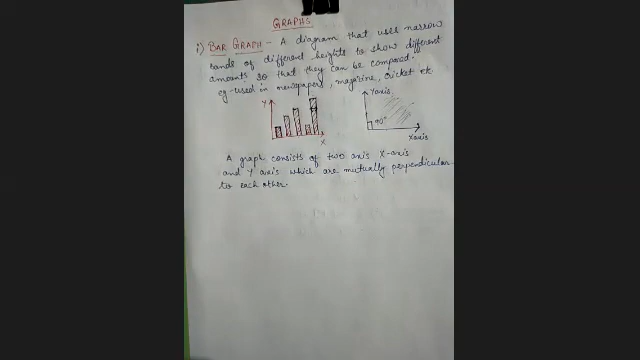 GRAPHS
i) BAR GRAPH - A diagram that uses narrow
bands of different heights to show different
amounts so that they can be compared.
eg used in newspapers, magazine, cricket etc
Y
X
Y axis
90°
X axis
A graph consists of two axis X-axis
and Y axis which are mutually perpendicular
to each other.